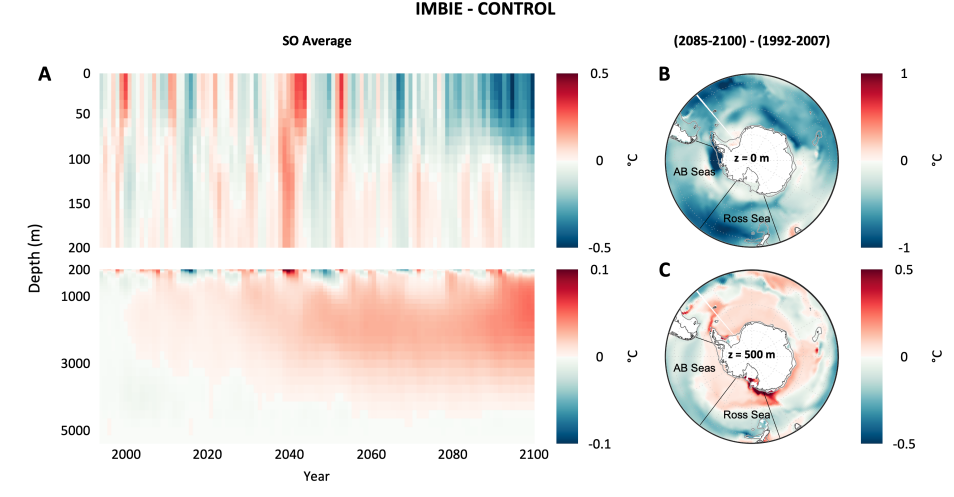 IMBIE - CONTROL
SO Average
(2085-2100) - (1992-2007)
A
0
50
100
150
200
200
1000
3000
5000
Depth (m)
2000
2020
2040
2060
2080
2100
Year
0.5
0
-0.5
°C
0.1
0
-0.1
°C
B
z = 0 m
AB Seas
Ross Sea
1
0
-1
°C
C
z = 500 m
AB Seas
Ross Sea
0.5
0
-0.5
°C